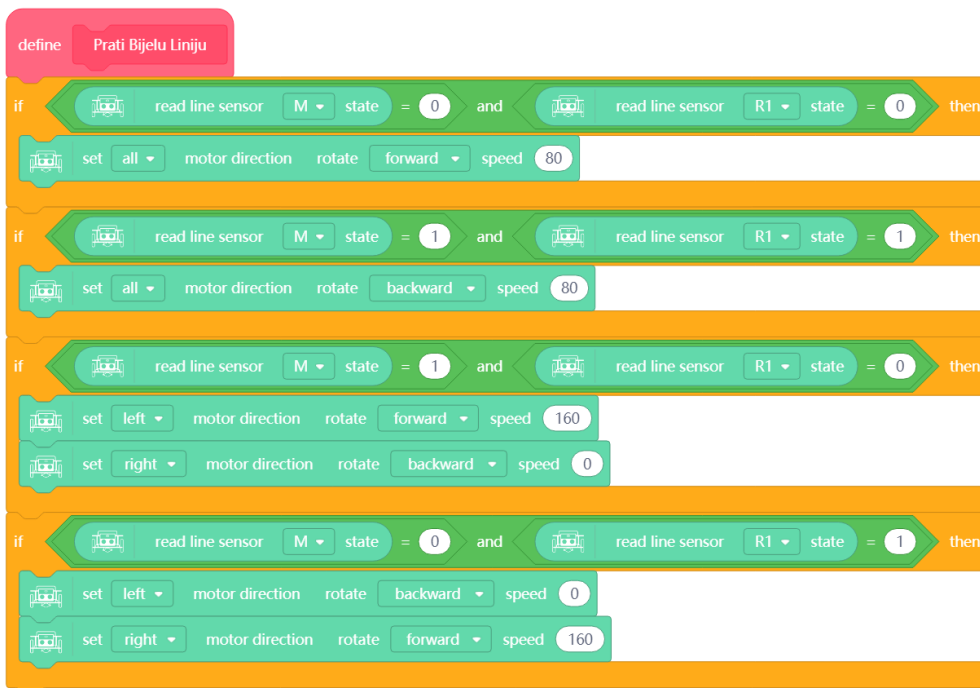 define Prati Bijelu Liniju
if read line sensor M state = 0 and read line sensor R1 state = 0 then
set all motor direction rotate forward speed 80
if read line sensor M state = 1 and read line sensor R1 state = 1 then
set all motor direction rotate backward speed 80
if read line sensor M state = 1 and read line sensor R1 state = 0 then
set left motor direction rotate forward speed 160
set right motor direction rotate backward speed 0
if read line sensor M state = 0 and read line sensor R1 state = 1 then
set left motor direction rotate backward speed 0
set right motor direction rotate forward speed 160